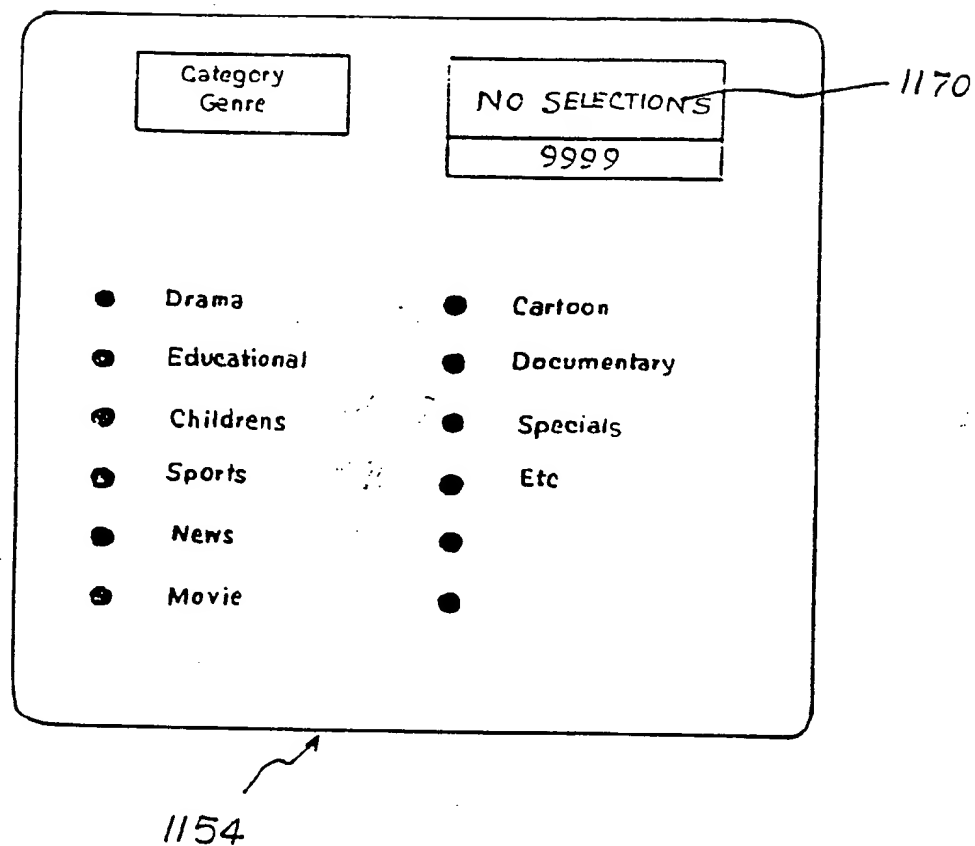 Category
Genre
NO SELECTIONS
9999
1170
Drama
Educational
Childrens
Sports
News
Movie
Cartoon
Documentary
Specials
Etc
1154